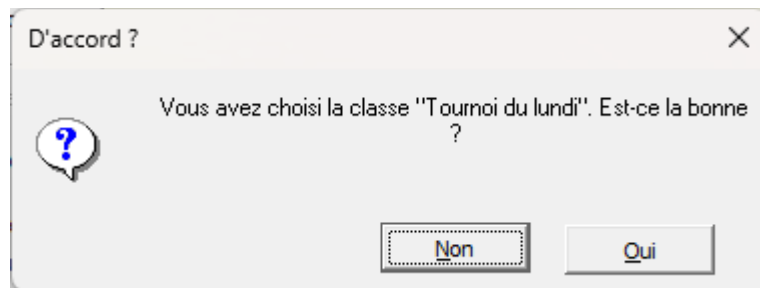 D'accord ?
Vous avez choisi la classe "Tournoi du lundi". Est-ce la bonne
?
Non
Oui